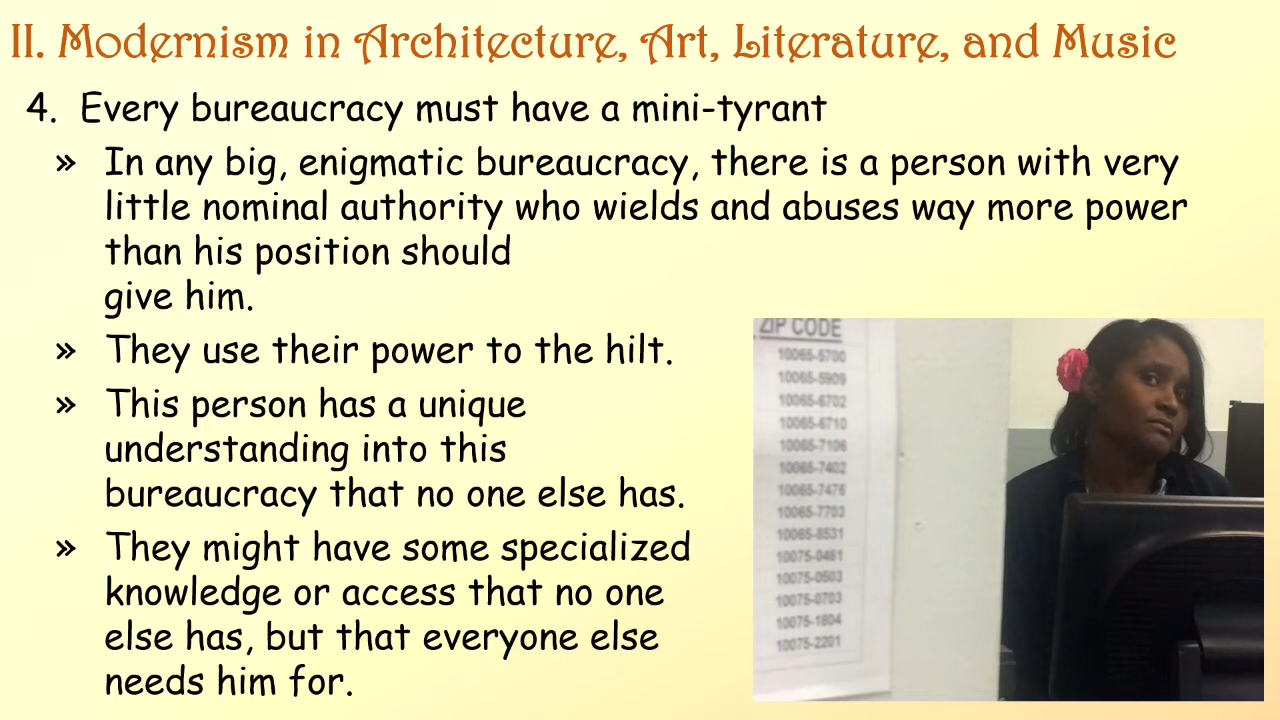 II. Modernism in Architecture, Art, Literature, and Music
4. Every bureaucracy must have a mini-tyrant
» In any big, enigmatic bureaucracy, there is a person with very
little nominal authority who wields and abuses way more power
than his position should
give him.
» They use their power to the hilt.
» This person has a unique
understanding into this
bureaucracy that no one else has.
» They might have some specialized
knowledge or access that no one
else has, but that everyone else
needs him for.
ZIP CODE
10065-5700
10065-5909
10065-6702
10065-6710
10065-7106
10065-7402
10065-7476
10065-7703
10065-8531
10075-0461
10075-0503
10075-0703
10075-1804
10075-2201